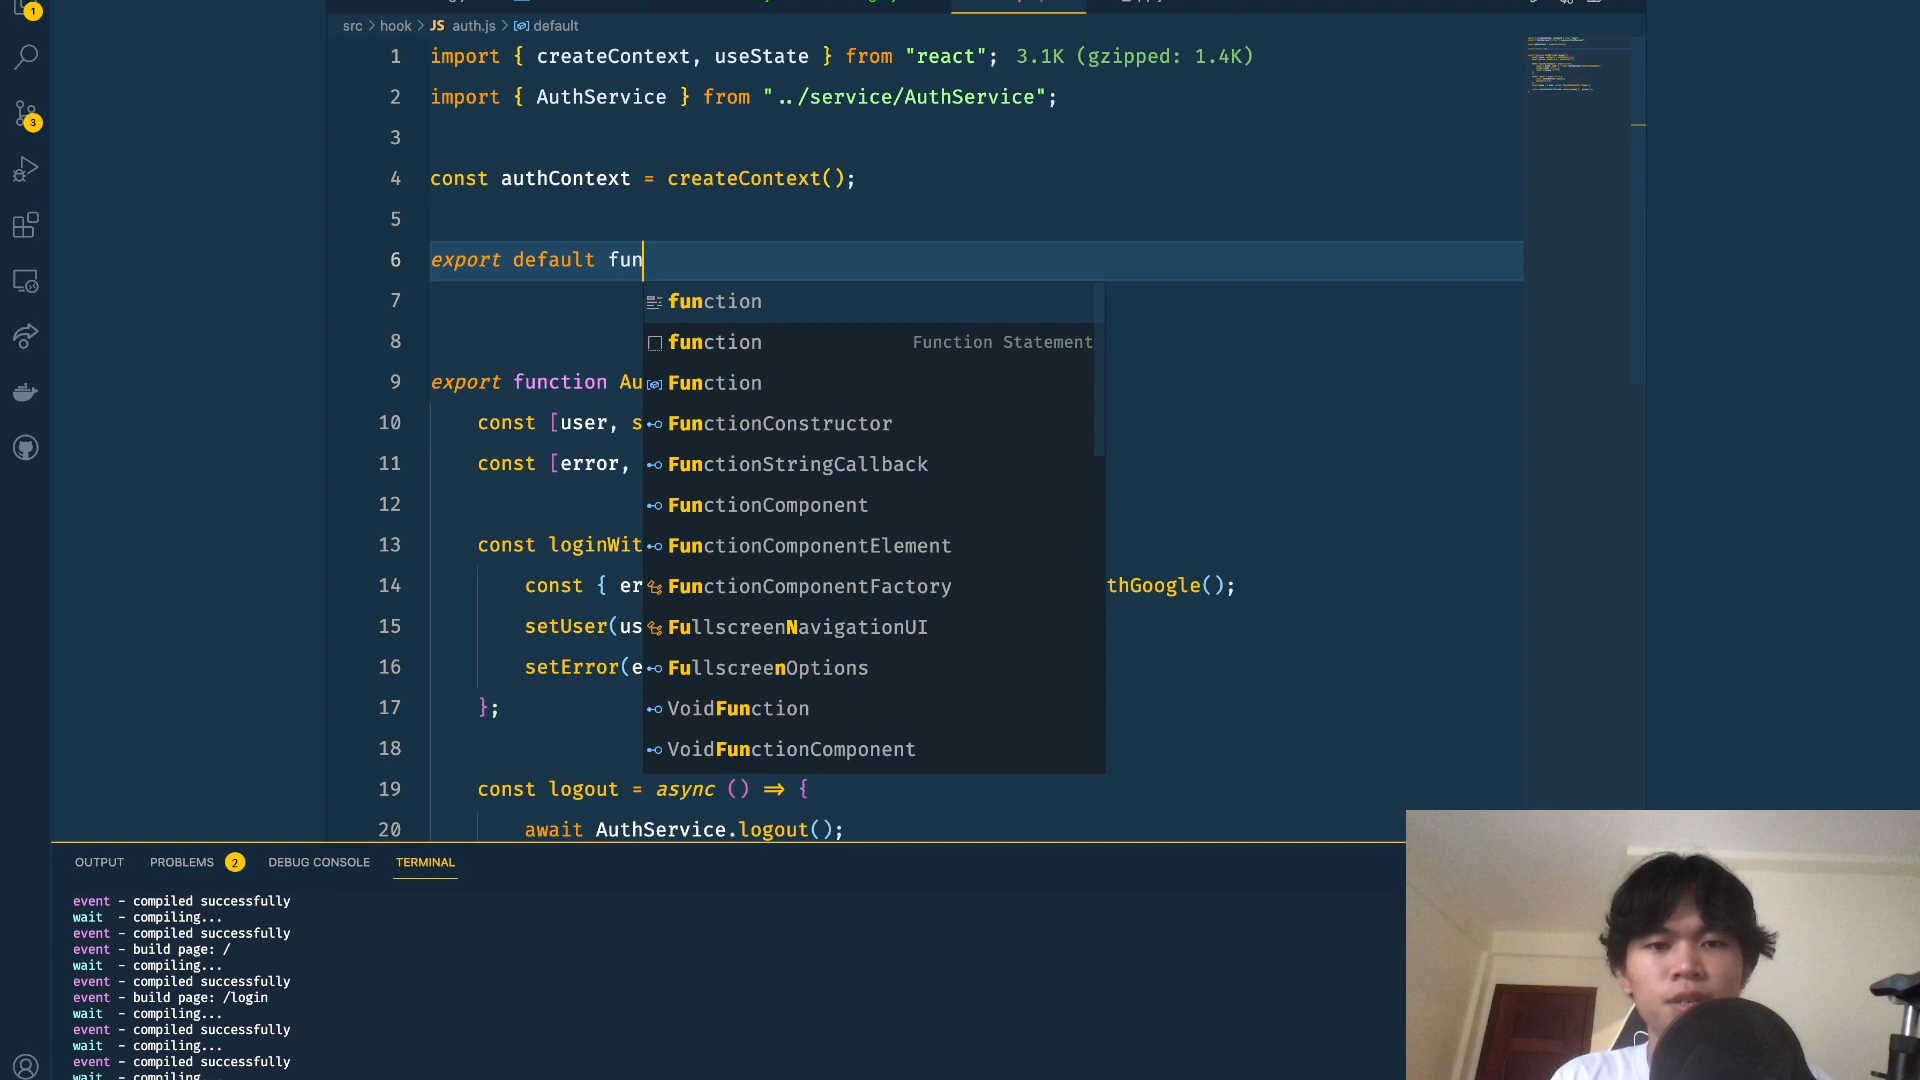 1
3
src > hook > JS auth.js > default
1 import { createContext, useState } from "react"; 3.1K (gzipped: 1.4K)
2 import { AuthService } from "../service/AuthService";
3
4 const authContext = createContext();
5
6 export default fun
7
8
9 export function Au
10 const [user, s
11 const [error,
12
13 const loginWit
14 const { er thGoogle();
15 setUser(us
16 setError(e
17 };
18
19 const logout = async () => {
20 await AuthService.logout();
function
function Function Statement
Function
FunctionConstructor
FunctionStringCallback
FunctionComponent
FunctionComponentElement
FunctionComponentFactory
FullscreenNavigationUI
FullscreenOptions
VoidFunction
VoidFunctionComponent
OUTPUT PROBLEMS 2 DEBUG CONSOLE TERMINAL
event - compiled successfully
wait - compiling...
event - compiled successfully
event - build page: /
wait - compiling...
event - compiled successfully
event - build page: /login
wait - compiling...
event - compiled successfully
wait - compiling...
event - compiled successfully
wait - compiling...